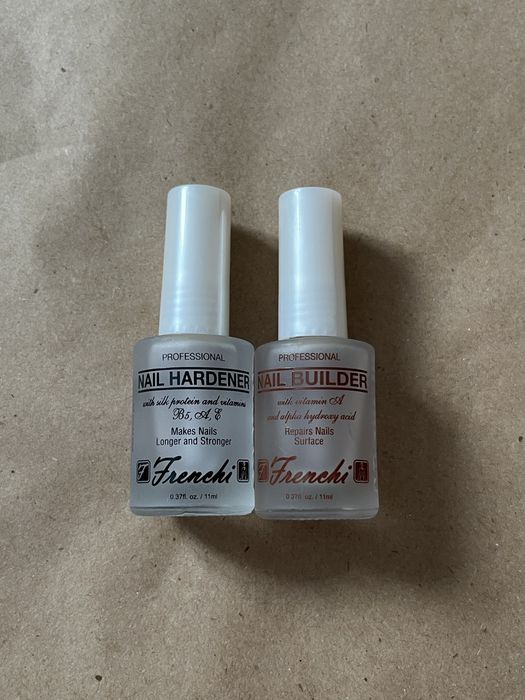 PROFESSIONAL
NAIL HARDENER
with silk protein and vitamins
B5, A, E
Makes Nails
Longer and Stronger
Frenchi
0.37fl. oz. / 11ml
PROFESSIONAL
NAIL BUILDER
with vitamin A
and alpha hydroxy acid
Repairs Nails
Surface
Frenchi
0.37fl. oz. / 11ml